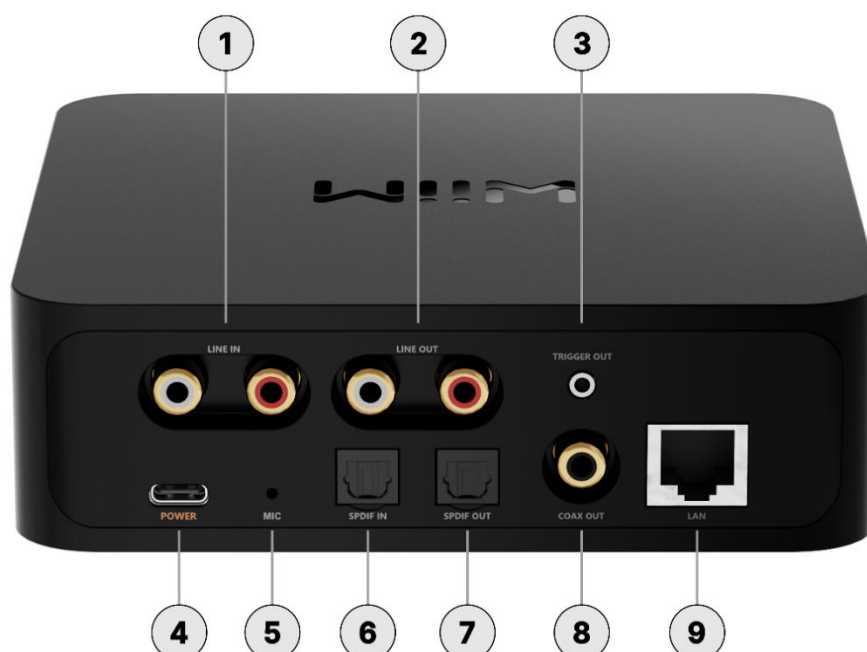 1 2 3
WiiM
LINE IN LINE OUT TRIGGER OUT
POWER MIC SPDIF IN SPDIF OUT COAX OUT LAN
4 5 6 7 8 9